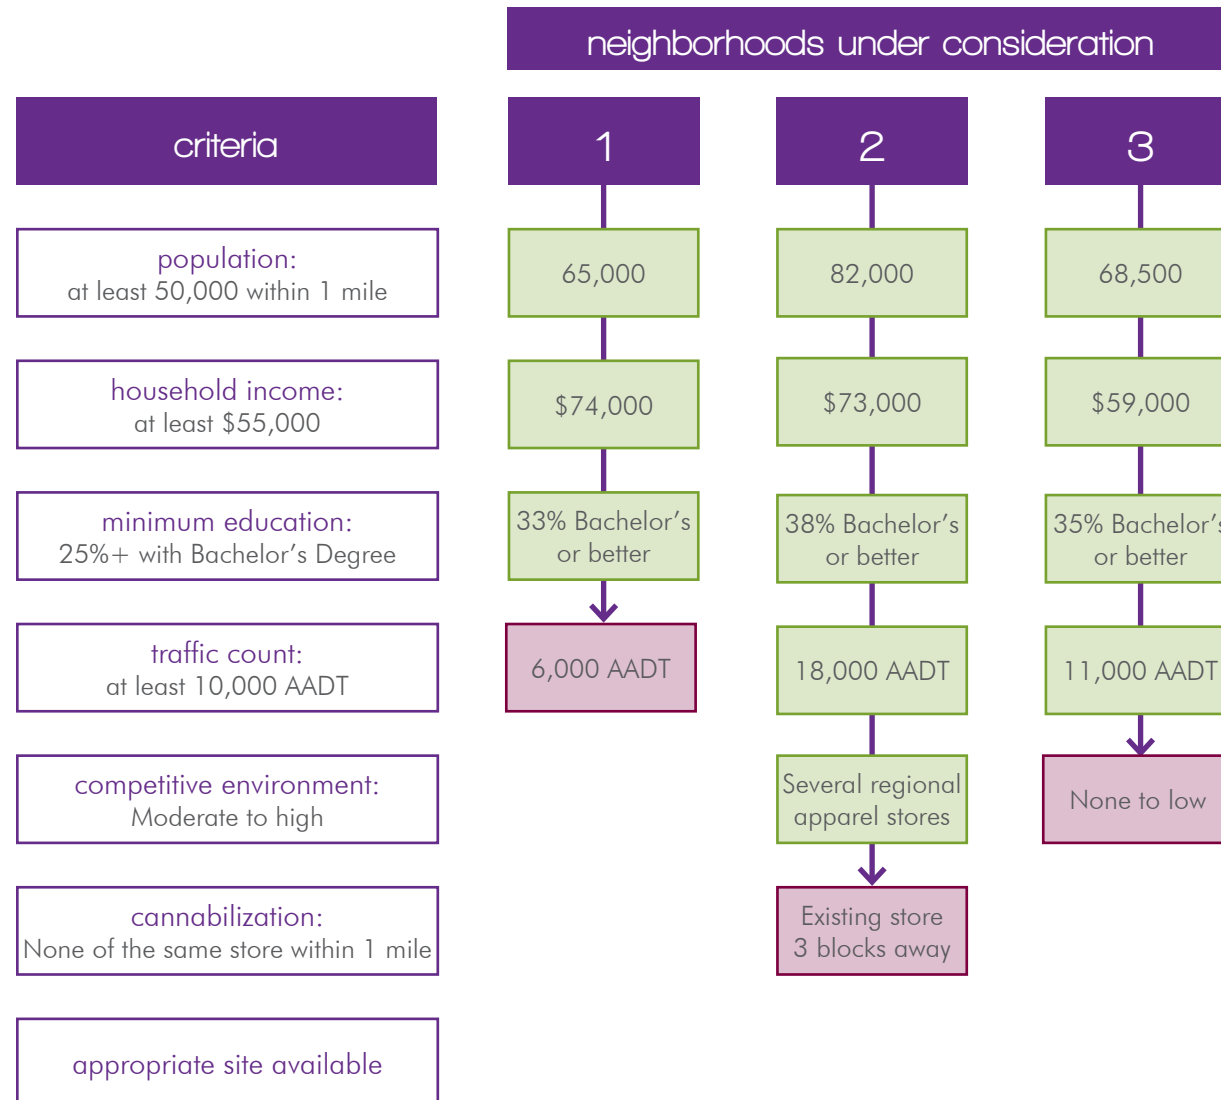 neighborhoods under consideration
criteria
1
2
3
population:
at least 50,000 within 1 mile
65,000
82,000
68,500
household income:
at least $55,000
$74,000
$73,000
$59,000
minimum education:
25%+ with Bachelor's Degree
33% Bachelor's
or better
38% Bachelor's
or better
35% Bachelor's
or better
traffic count:
at least 10,000 AADT
6,000 AADT
18,000 AADT
11,000 AADT
competitive environment:
Moderate to high
Several regional
apparel stores
None to low
cannabilization:
None of the same store within 1 mile
Existing store
3 blocks away
appropriate site available